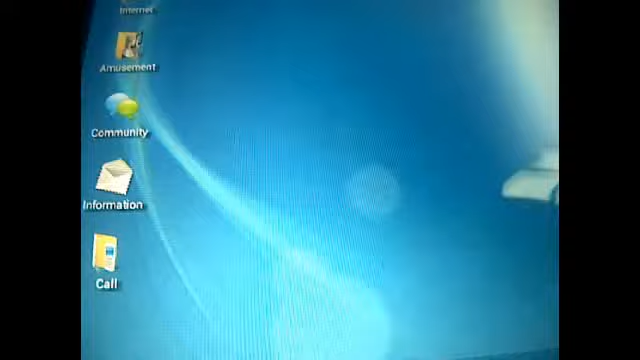 Internet
Amusement
Community
Information
Call